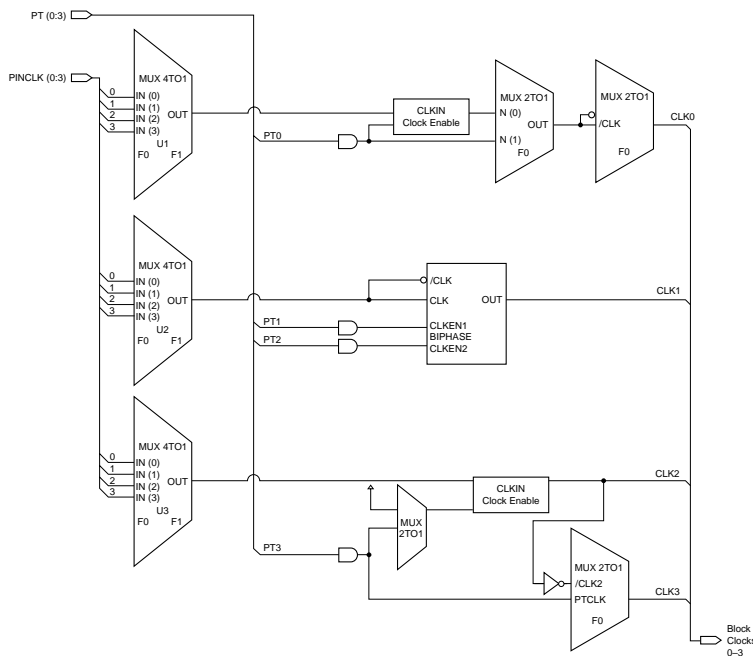 PT (0:3)
PINCLK (0:3)
MUX 4TO1
0
1
2
3
IN (0)
IN (1)
IN (2)
IN (3)
OUT
U1
F0 F1
PT0
CLKIN
Clock Enable
MUX 2TO1
N (0)
OUT
N (1)
F0
MUX 2TO1
/CLK
F0
CLK0
MUX 4TO1
0
1
2
3
IN (0)
IN (1)
IN (2)
IN (3)
OUT
U2
F0 F1
PT1
PT2
/CLK
CLK
OUT
CLKEN1
BIPHASE
CLKEN2
CLK1
MUX 4TO1
0
1
2
3
IN (0)
IN (1)
IN (2)
IN (3)
OUT
U3
F0 F1
PT3
MUX
2TO1
CLKIN
Clock Enable
CLK2
MUX 2TO1
/CLK2
PTCLK
F0
CLK3
Block
Clocks
0–3